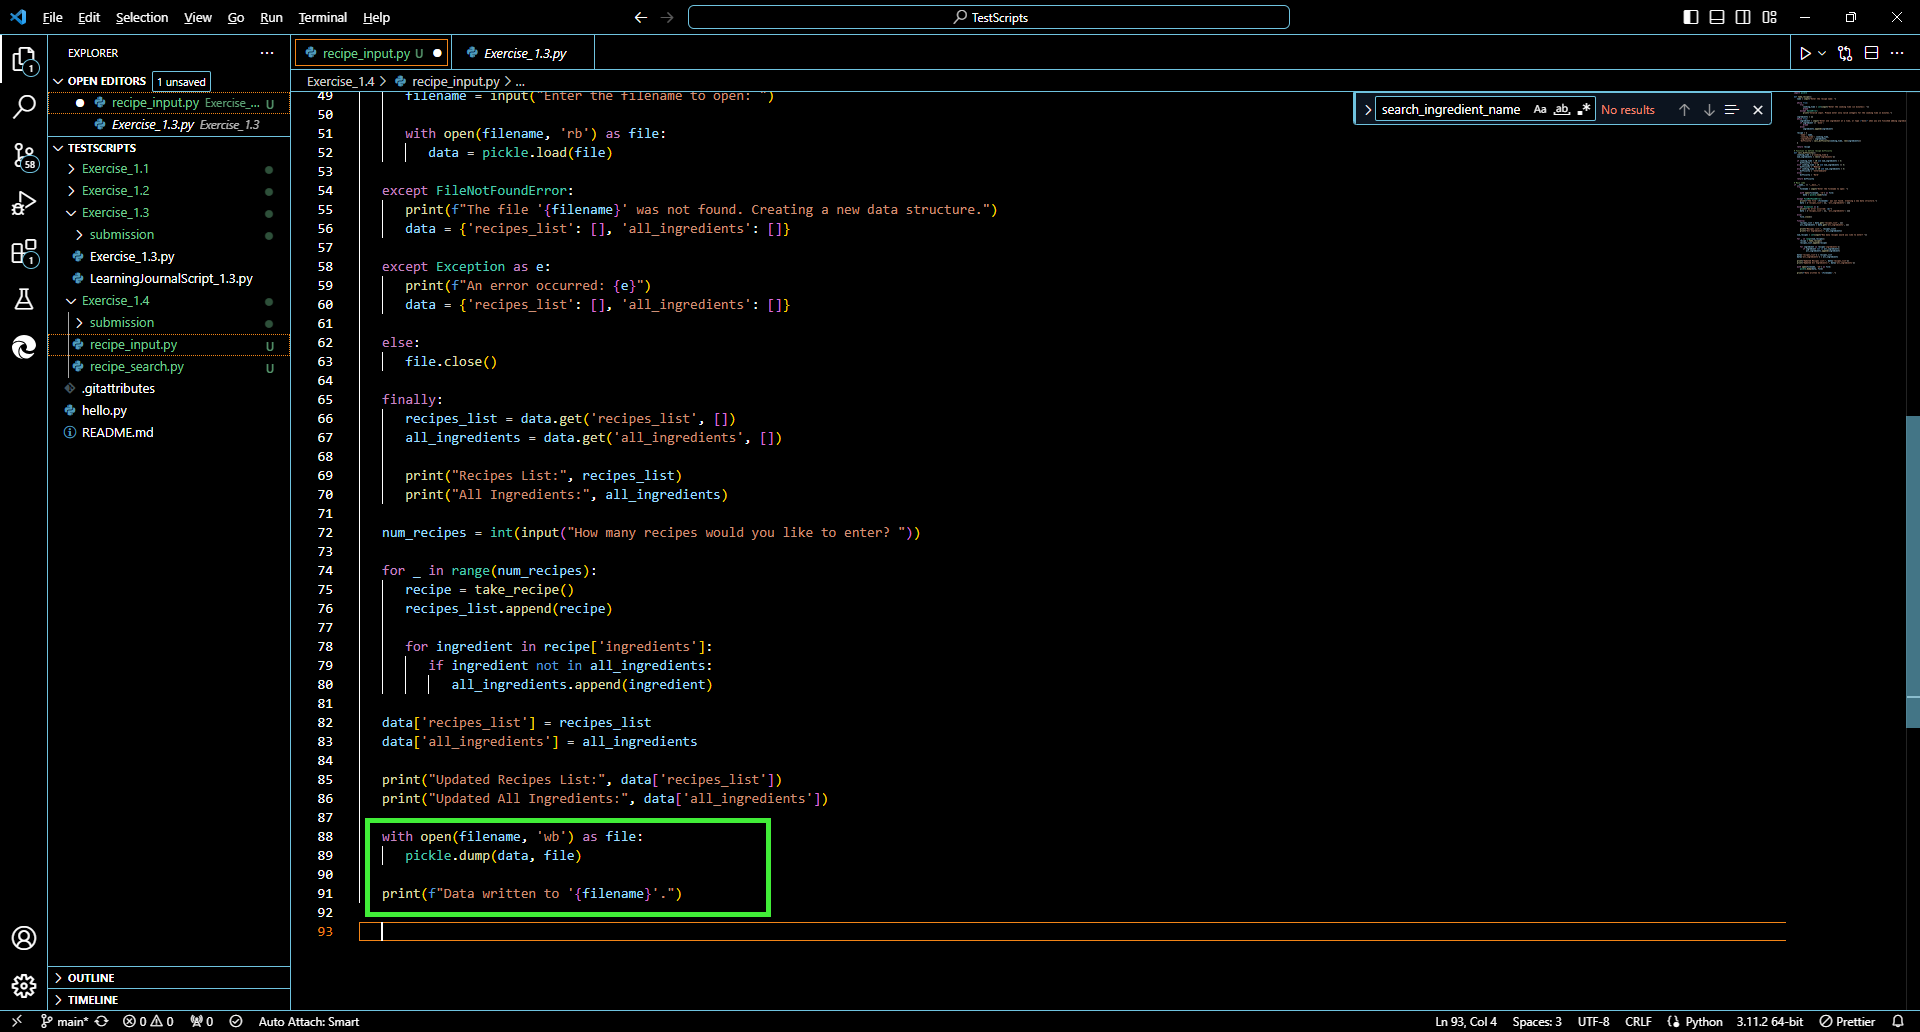 File Edit Selection View Go Run Terminal Help
TestScripts
EXPLORER
OPEN EDITORS 1 unsaved
recipe_input.py Exercise_... U
Exercise_1.3.py Exercise_1.3
TESTSCRIPTS
Exercise_1.1
Exercise_1.2
Exercise_1.3
submission
Exercise_1.3.py
LearningJournalScript_1.3.py
Exercise_1.4
submission
recipe_input.py U
recipe_search.py U
.gitattributes
hello.py
README.md
OUTLINE
TIMELINE
1
58
1
recipe_input.py U
Exercise_1.3.py
Exercise_1.4 > recipe_input.py > ...
search_ingredient_name Aa ab .* No results
49 filename = input("Enter the filename to open: ")
50
51 with open(filename, 'rb') as file:
52 data = pickle.load(file)
53
54 except FileNotFoundError:
55 print(f"The file '{filename}' was not found. Creating a new data structure.")
56 data = {'recipes_list': [], 'all_ingredients': []}
57
58 except Exception as e:
59 print(f"An error occurred: {e}")
60 data = {'recipes_list': [], 'all_ingredients': []}
61
62 else:
63 file.close()
64
65 finally:
66 recipes_list = data.get('recipes_list', [])
67 all_ingredients = data.get('all_ingredients', [])
68
69 print("Recipes List:", recipes_list)
70 print("All Ingredients:", all_ingredients)
71
72 num_recipes = int(input("How many recipes would you like to enter? "))
73
74 for _ in range(num_recipes):
75 recipe = take_recipe()
76 recipes_list.append(recipe)
77
78 for ingredient in recipe['ingredients']:
79 if ingredient not in all_ingredients:
80 all_ingredients.append(ingredient)
81
82 data['recipes_list'] = recipes_list
83 data['all_ingredients'] = all_ingredients
84
85 print("Updated Recipes List:", data['recipes_list'])
86 print("Updated All Ingredients:", data['all_ingredients'])
87
88 with open(filename, 'wb') as file:
89 pickle.dump(data, file)
90
91 print(f"Data written to '{filename}'.")
92
93
main* 0 0 0 Auto Attach: Smart
Ln 93, Col 4 Spaces: 3 UTF-8 CRLF Python 3.11.2 64-bit Prettier